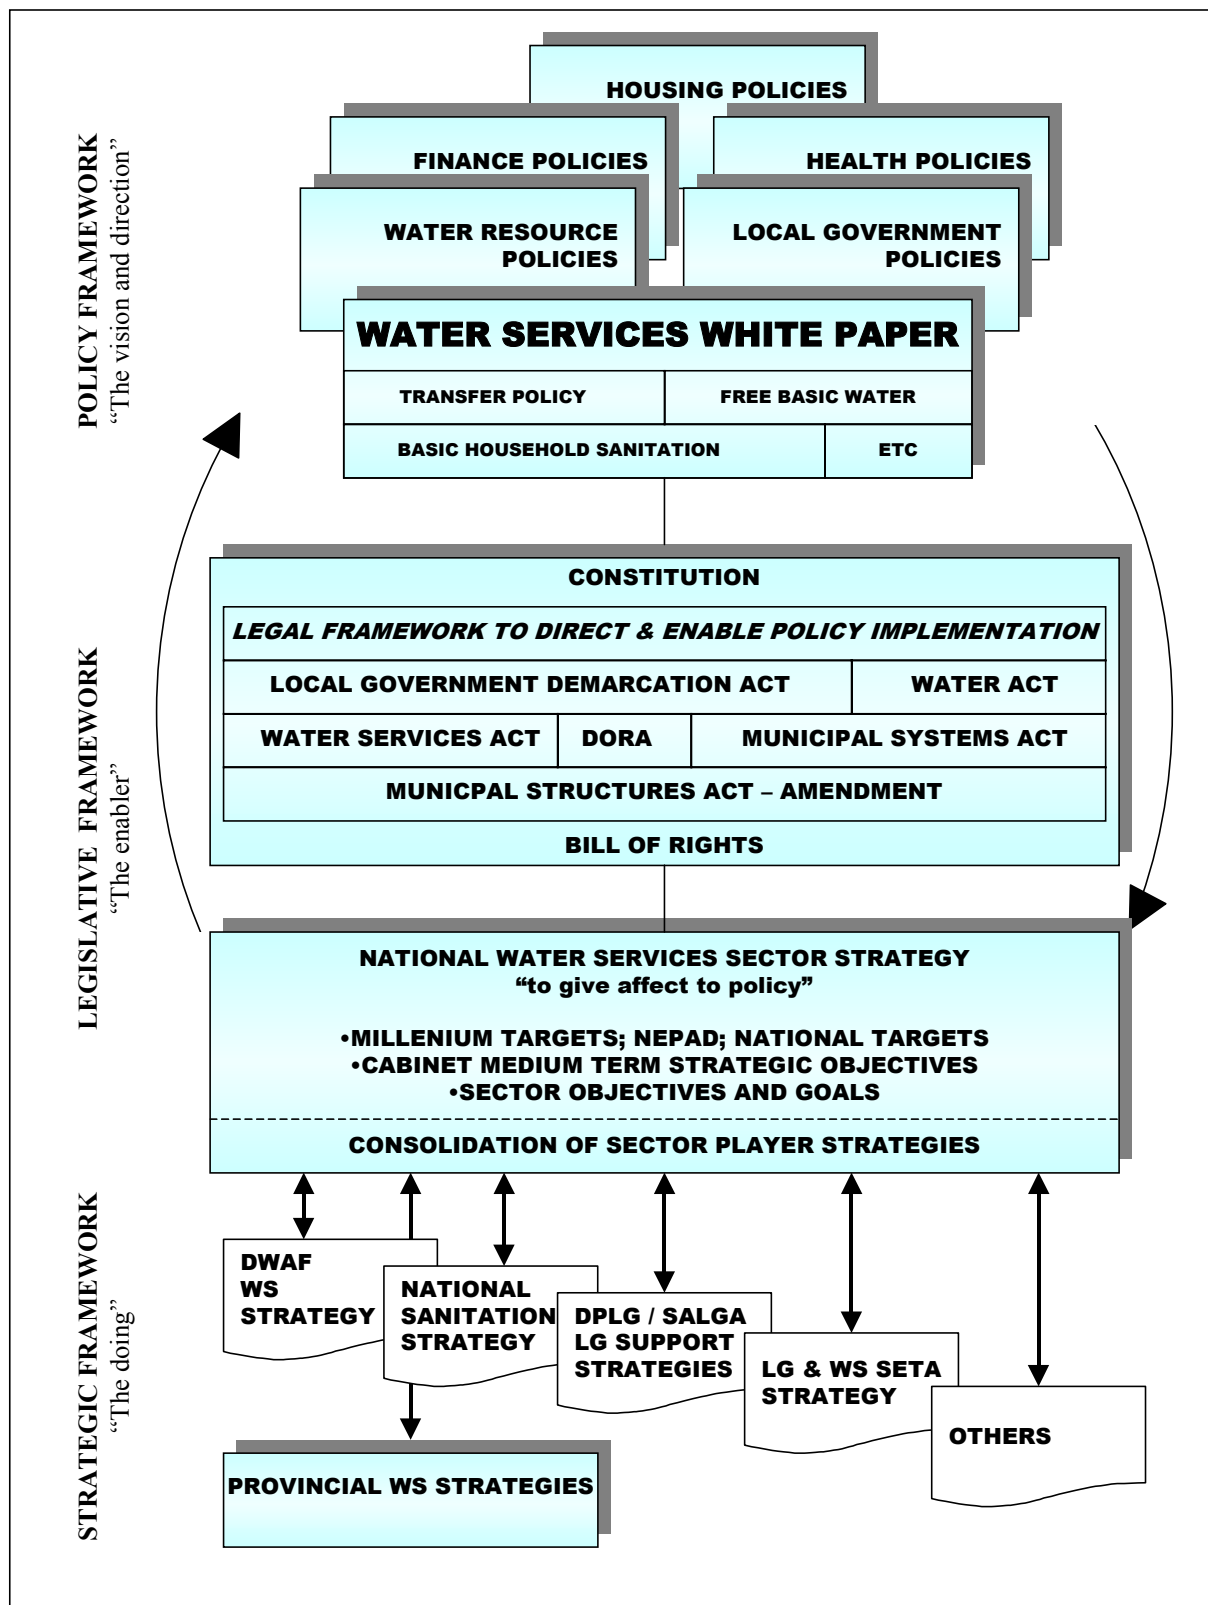 POLICY FRAMEWORK
“The vision and direction”
HOUSING POLICIES
FINANCE POLICIES
HEALTH POLICIES
WATER RESOURCE
POLICIES
LOCAL GOVERNMENT
POLICIES
WATER SERVICES WHITE PAPER
TRANSFER POLICY
FREE BASIC WATER
BASIC HOUSEHOLD SANITATION
ETC
LEGISLATIVE FRAMEWORK
“The enabler”
CONSTITUTION
LEGAL FRAMEWORK TO DIRECT & ENABLE POLICY IMPLEMENTATION
LOCAL GOVERNMENT DEMARCATION ACT
WATER ACT
WATER SERVICES ACT
DORA
MUNICIPAL SYSTEMS ACT
MUNICPAL STRUCTURES ACT – AMENDMENT
BILL OF RIGHTS
NATIONAL WATER SERVICES SECTOR STRATEGY
“to give affect to policy”
•MILLENIUM TARGETS; NEPAD; NATIONAL TARGETS
•CABINET MEDIUM TERM STRATEGIC OBJECTIVES
•SECTOR OBJECTIVES AND GOALS
CONSOLIDATION OF SECTOR PLAYER STRATEGIES
STRATEGIC FRAMEWORK
“The doing”
DWAF
WS
STRATEGY
NATIONAL
SANITATION
STRATEGY
DPLG / SALGA
LG SUPPORT
STRATEGIES
LG & WS SETA
STRATEGY
OTHERS
PROVINCIAL WS STRATEGIES